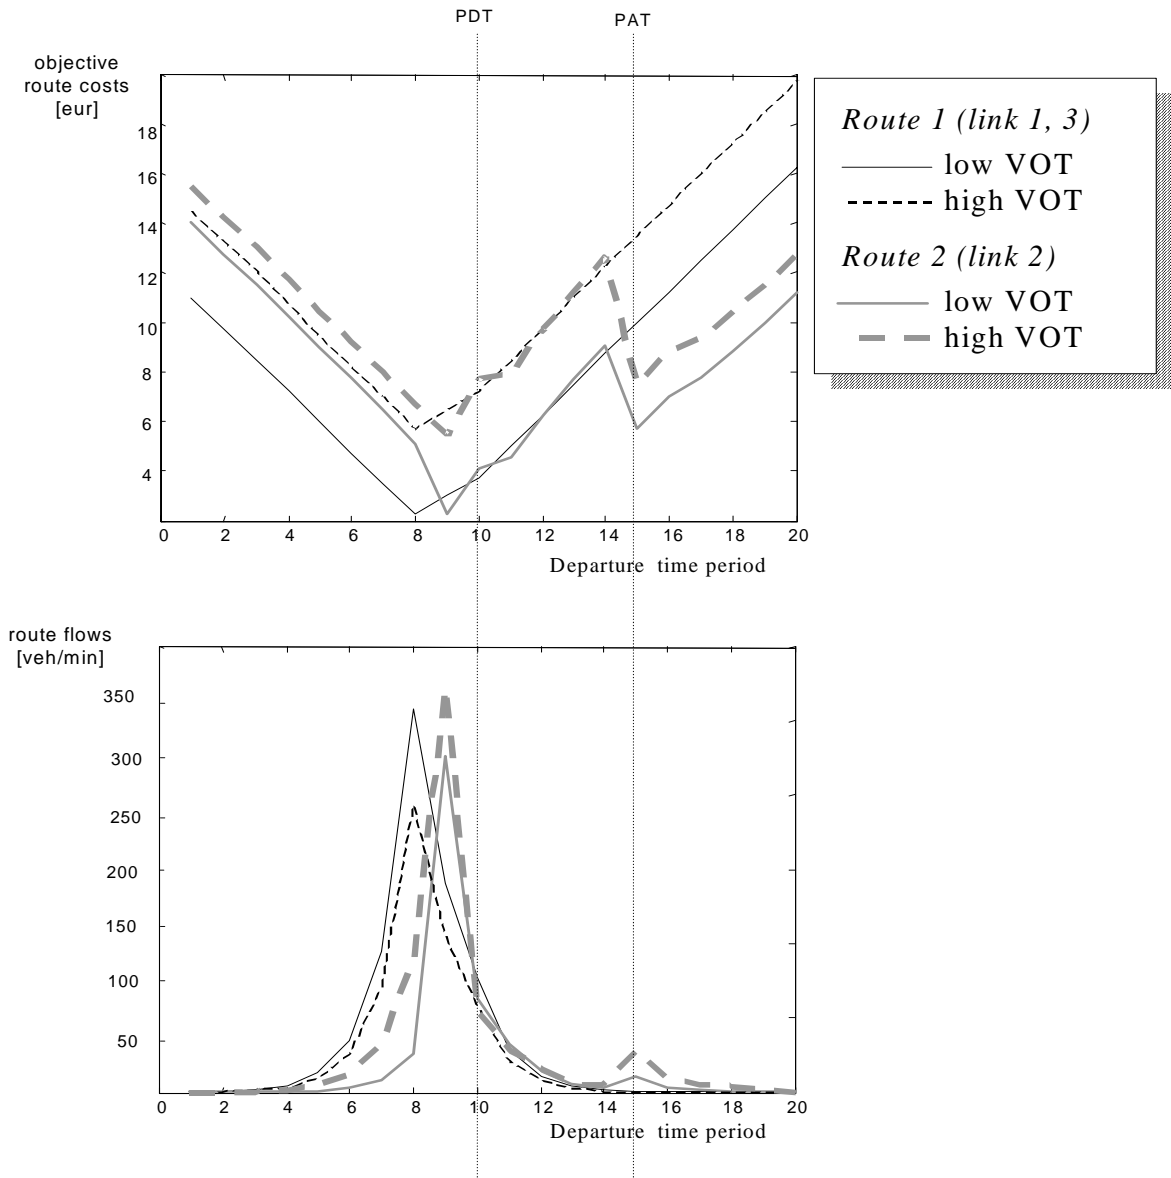 PDT
PAT
objective
route costs
[eur]
18
16
14
12
10
8
6
4
0 2 4 6 8 10 12 14 16 18 20
Departure time period
Route 1 (link 1, 3)
low VOT
high VOT
Route 2 (link 2)
low VOT
high VOT
route flows
[veh/min]
350
300
250
200
150
100
50
0 2 4 6 8 10 12 14 16 18 20
Departure time period